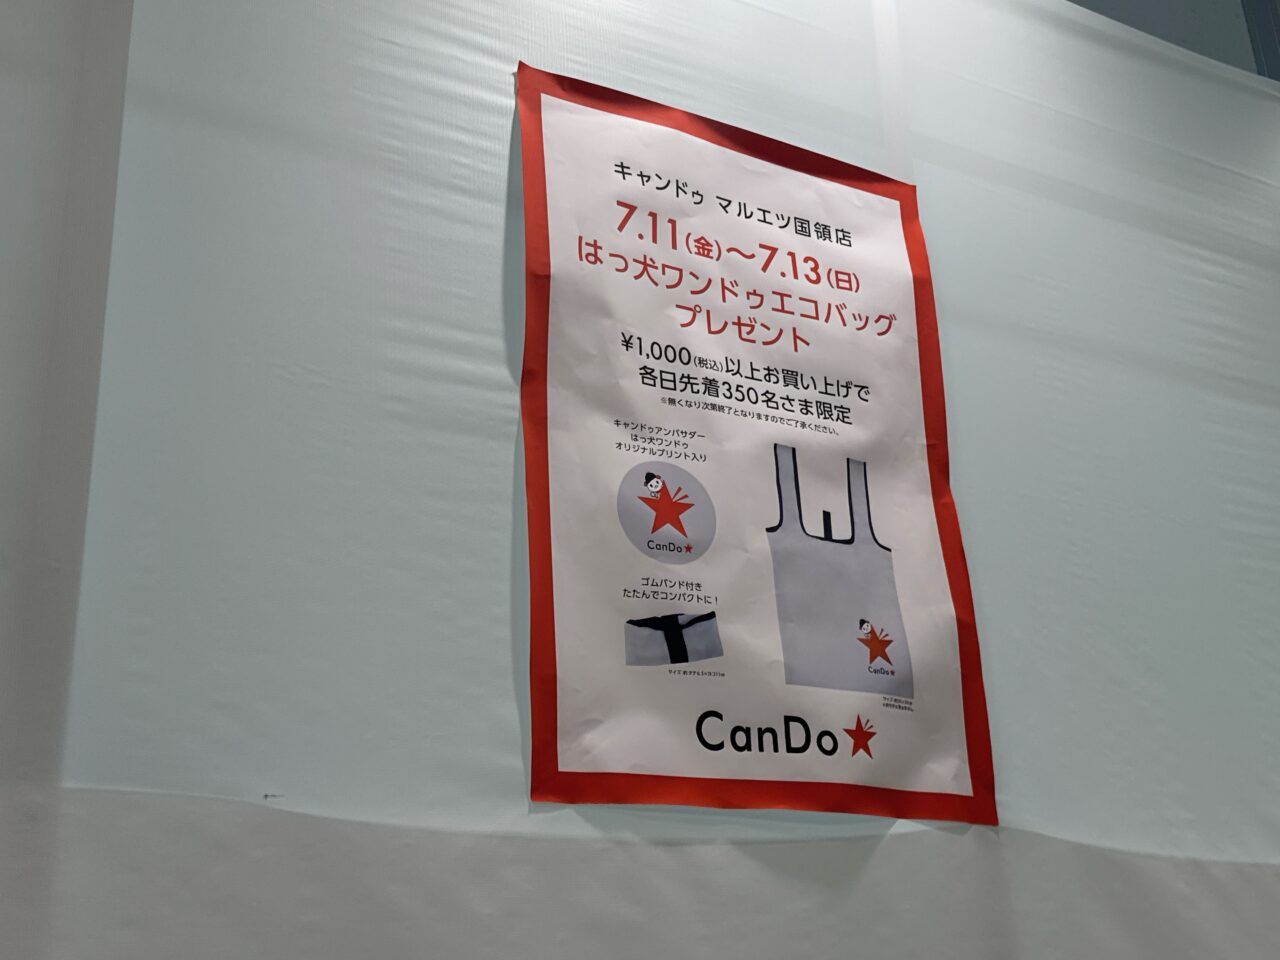 キャンドゥ マルエツ国領店
7.11(金)〜7.13(日)
はっ犬ワンドゥエコバッグ
プレゼント
¥1,000(税込)以上お買い上げで
各日先着350名さま限定
※無くなり次第終了となりますのでご了承ください。
キャンドゥアンバサダー
はっ犬ワンドゥ
オリジナルプリント入り
CanDo
ゴムバンド付き
たたんでコンパクトに!
CanDo
CanDo